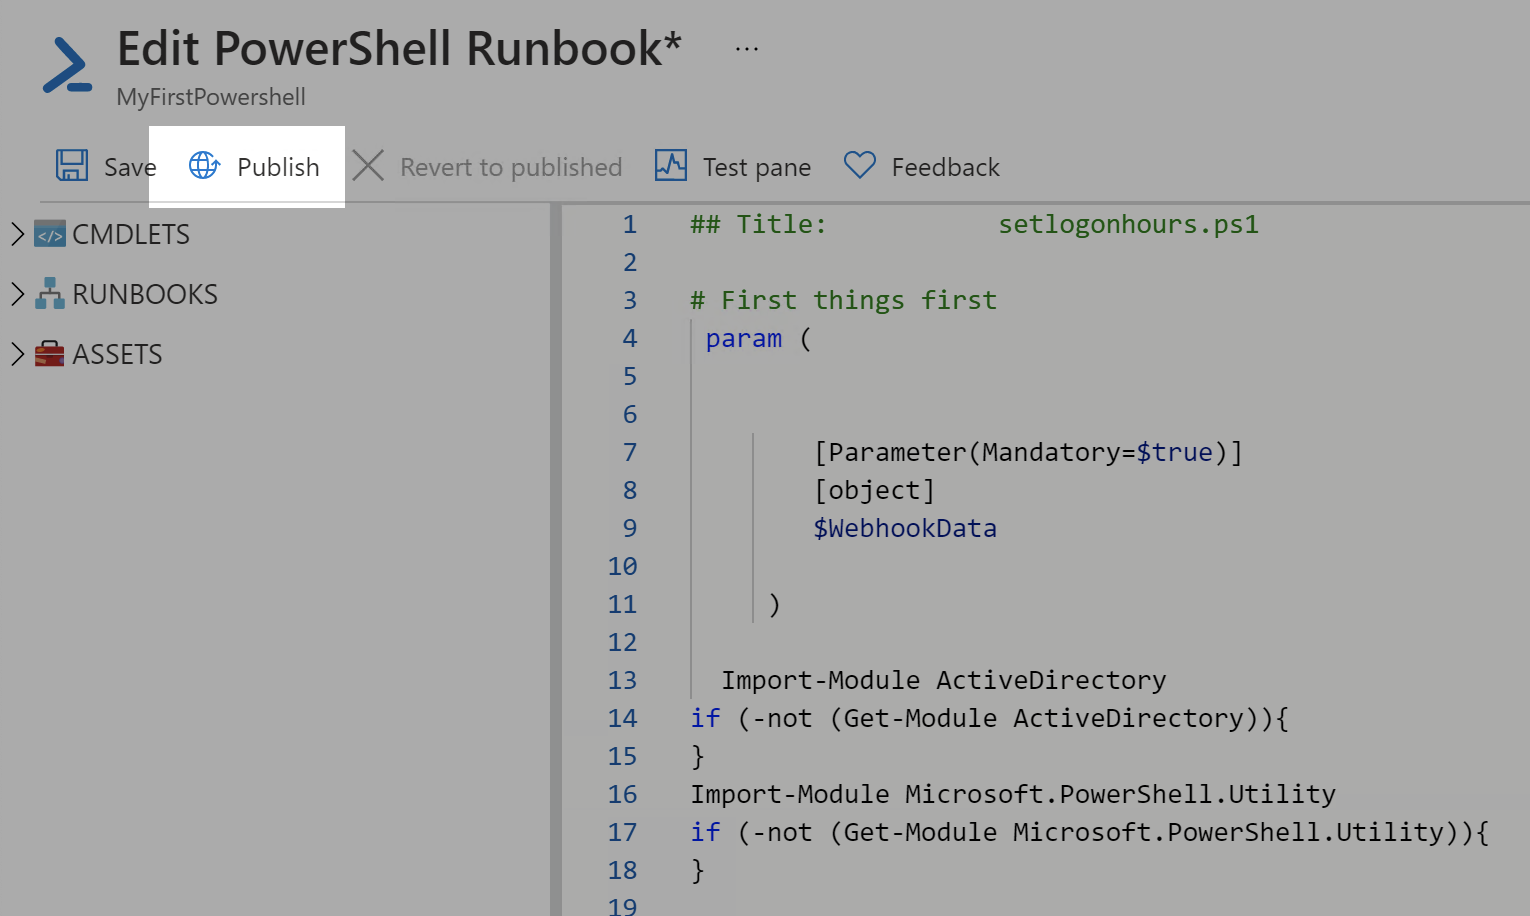 Edit PowerShell Runbook* ...
MyFirstPowershell
Save Publish Revert to published Test pane Feedback
CMDLETS
RUNBOOKS
ASSETS
1 ## Title: setlogonhours.ps1
2
3 # First things first
4 param (
5
6
7 [Parameter(Mandatory=$true)]
8 [object]
9 $WebhookData
10
11 )
12
13 Import-Module ActiveDirectory
14 if (-not (Get-Module ActiveDirectory)){
15 }
16 Import-Module Microsoft.PowerShell.Utility
17 if (-not (Get-Module Microsoft.PowerShell.Utility)){
18 }
19